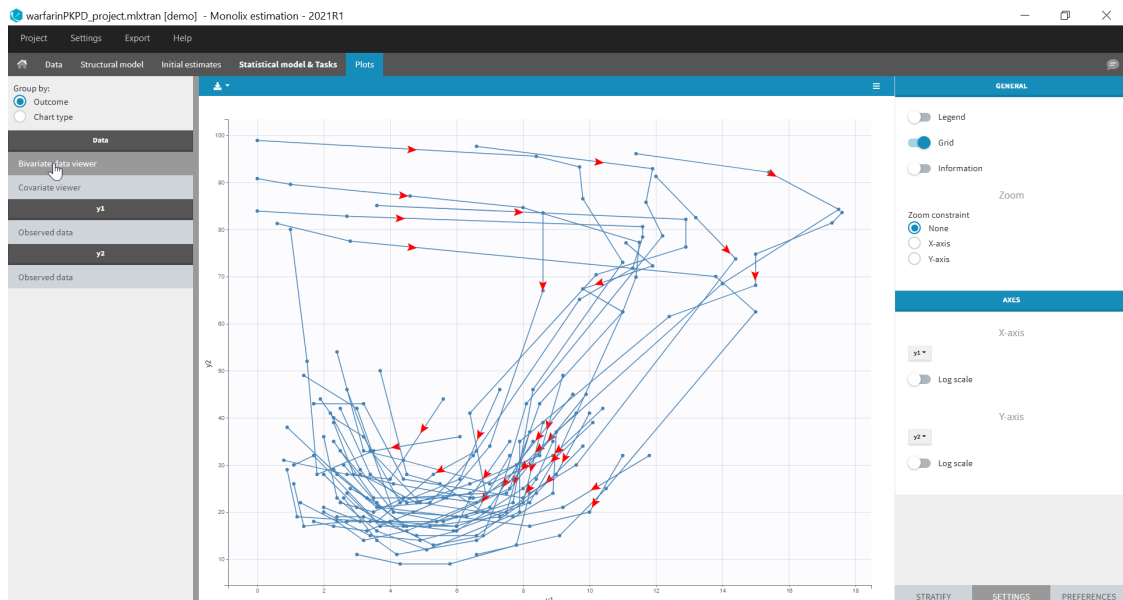 warfarinPKPD_project.mlxtran [demo] - Monolix estimation - 2021R1
Project Settings Export Help
Data Structural model Initial estimates Statistical model & Tasks Plots
Group by:
Outcome
Chart type
Data
Bivariate data viewer
Covariate viewer
y1
Observed data
y2
Observed data
100
90
80
70
60
50
40
30
20
10
y2
0 2 4 6 8 10 12 14 16 18
y1
GENERAL
Legend
Grid
Information
Zoom
Zoom constraint
None
X-axis
Y-axis
AXES
X-axis
y1
Log scale
Y-axis
y2
Log scale
STRATIFY SETTINGS PREFERENCES